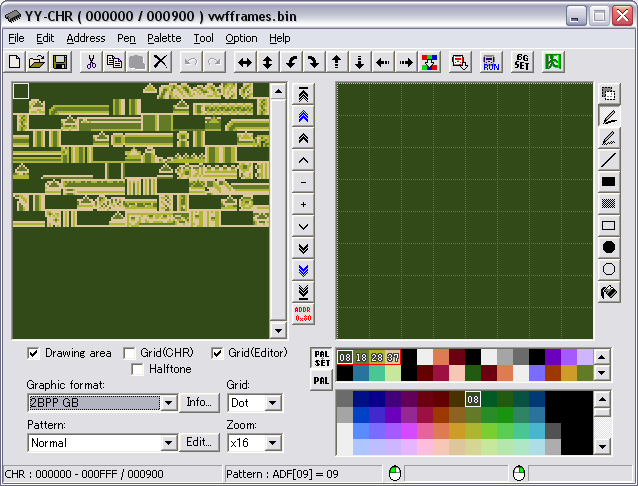 YY-CHR ( 000000 / 000900 ) vwfframes.bin
File Edit Address Pen Palette Tool Option Help
RUN
BG SET
ADDR
0x80
Drawing area Grid(CHR) Grid(Editor)
Halftone
Graphic format: Grid:
2BPP GB Info... Dot
Pattern: Zoom:
Normal Edit... x16
PAL SET
PAL
08 18 28 37
08
CHR : 000000 - 000FFF / 000900 Pattern : ADF[09] = 09